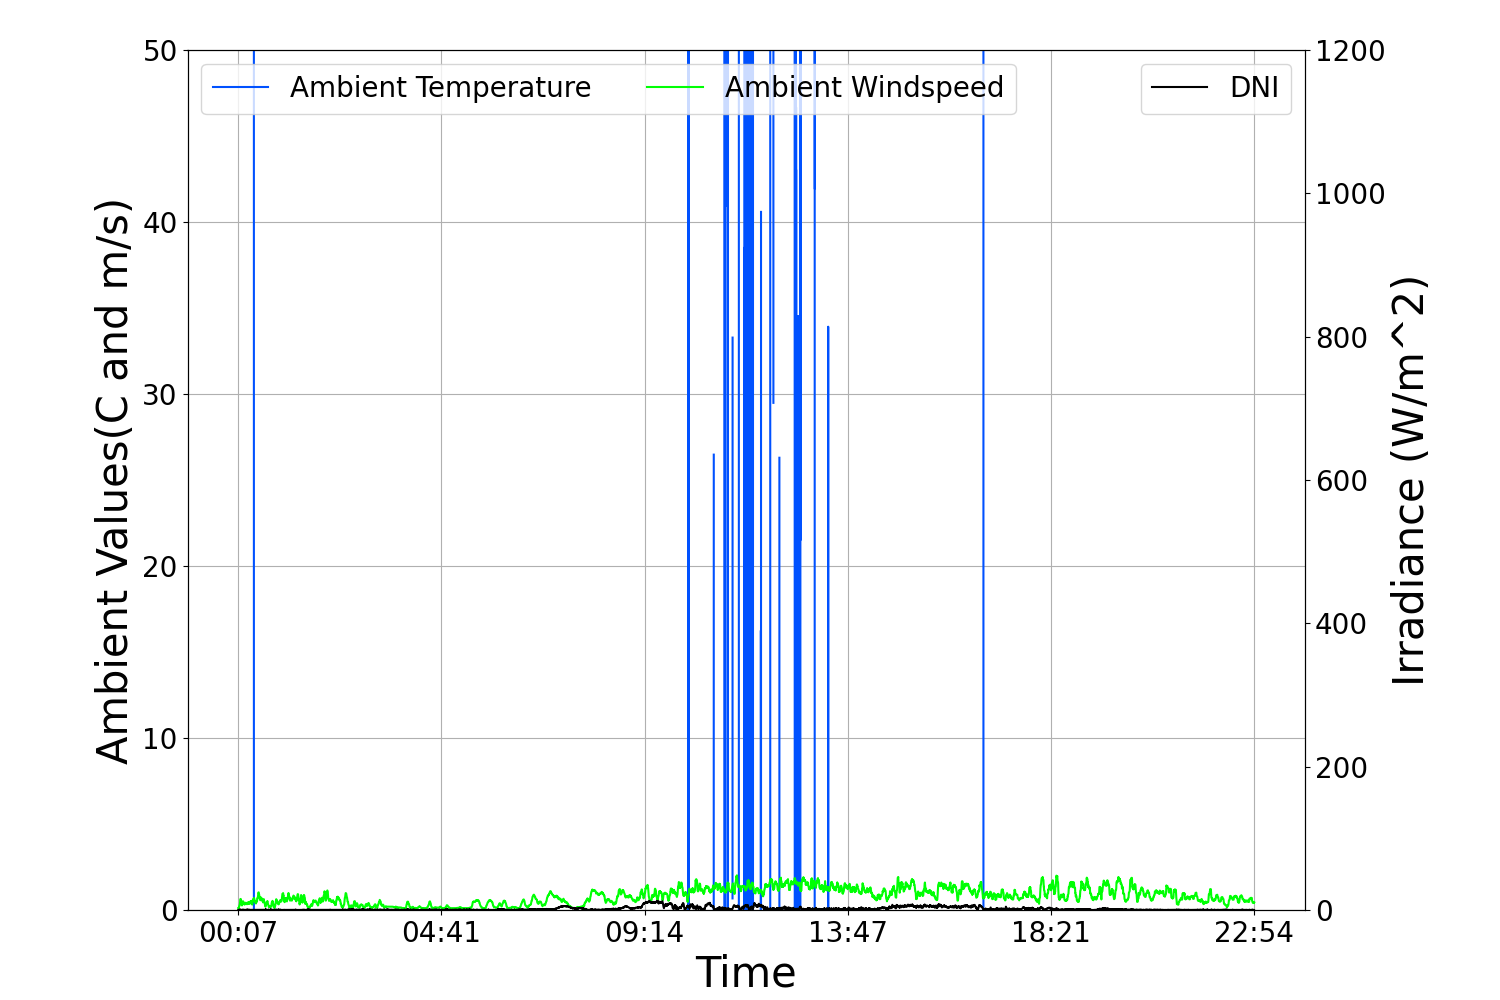 Ambient Temperature
Ambient Windspeed
DNI
Ambient Values(C and m/s)
50
40
30
20
10
0
Irradiance (W/m^2)
1200
1000
800
600
400
200
0
00:07 04:41 09:14 13:47 18:21 22:54
Time